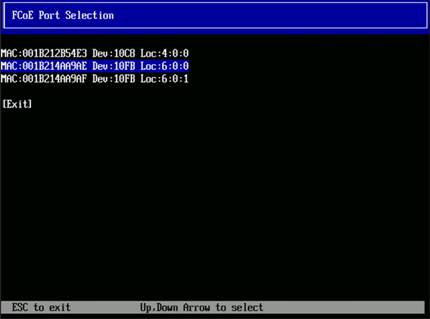 FCoE Port Selection
MAC:001B212B54E3 Dev:10C8 Loc:4:0:0
MAC:001B214AA9AE Dev:10FB Loc:6:0:0
MAC:001B214AA9AF Dev:10FB Loc:6:0:1
[Exit]
ESC to exit Up,Down Arrow to select